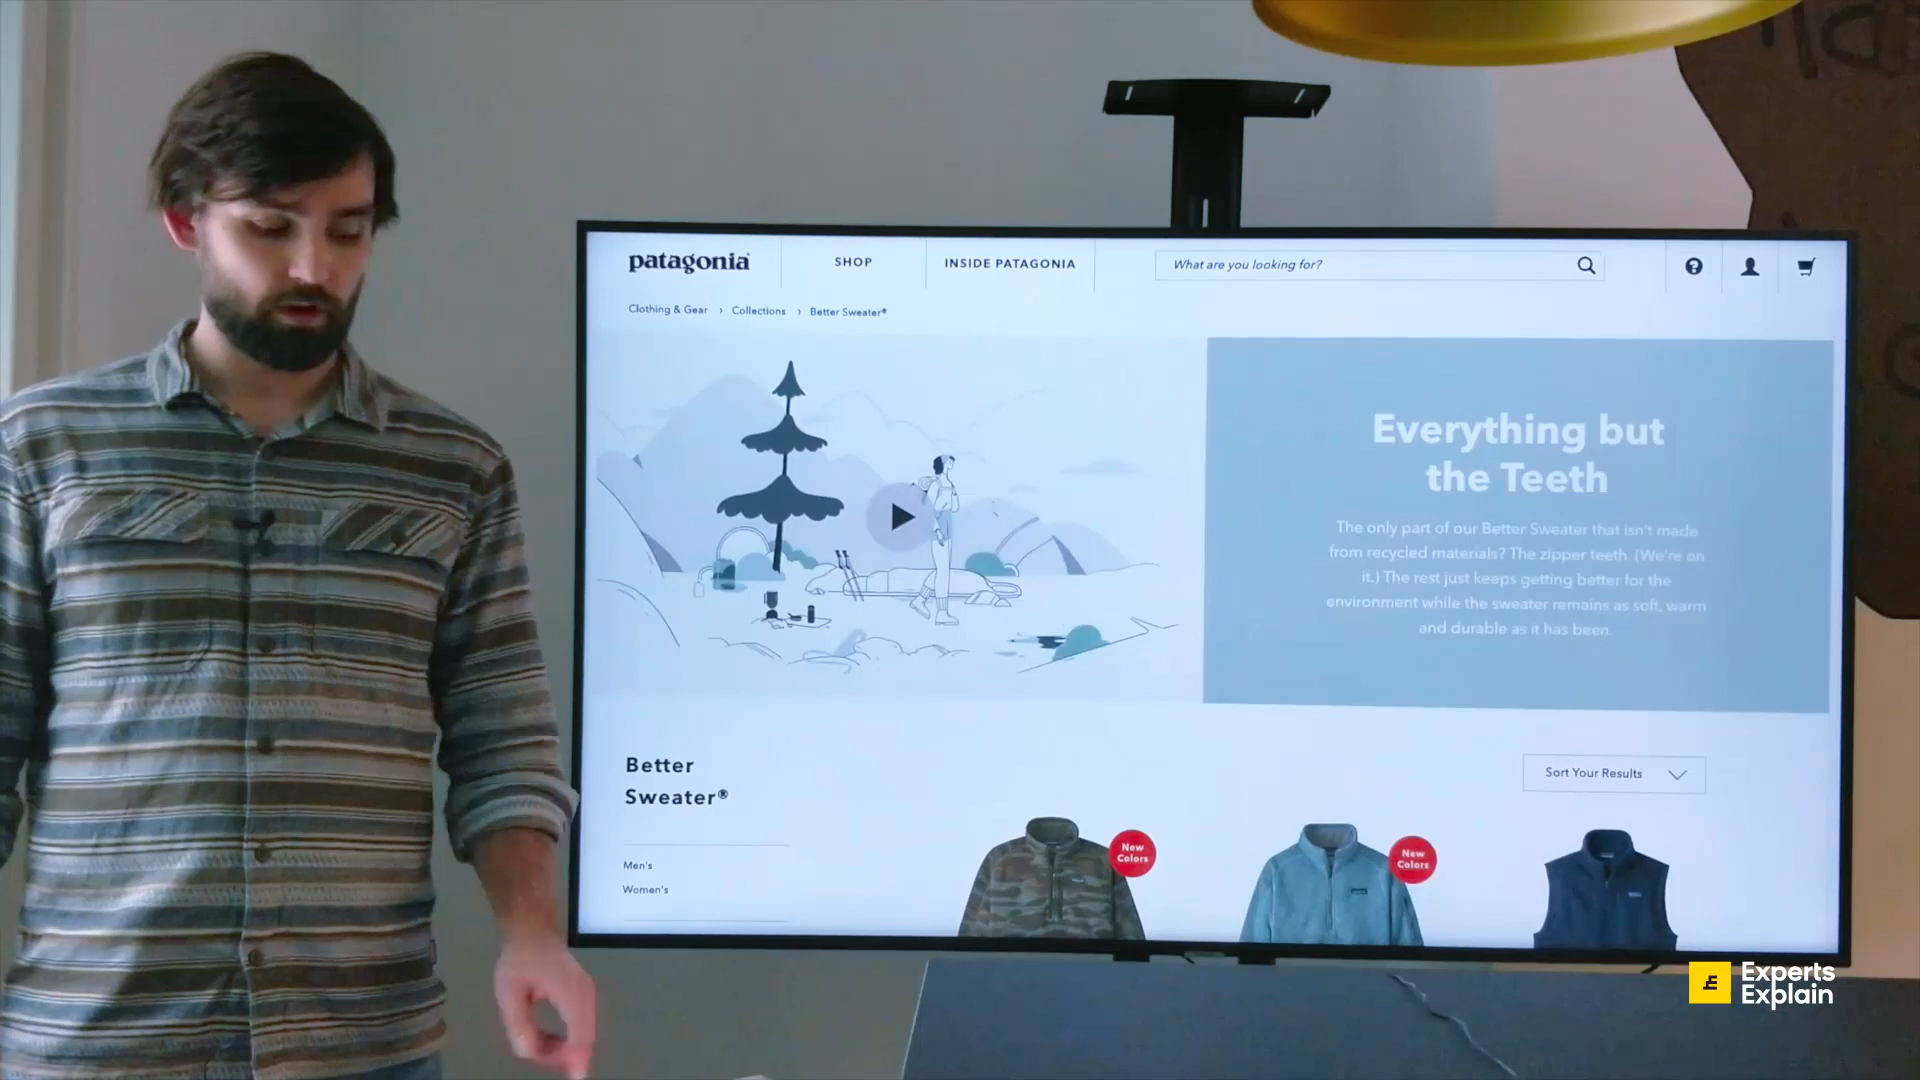 patagonia
SHOP
INSIDE PATAGONIA
What are you looking for?
Clothing & Gear › Collections › Better Sweater®
Everything but
the Teeth
The only part of our Better Sweater that isn't made
from recycled materials? The zipper teeth. (We're on
it.) The rest just keeps getting better for the
environment while the sweater remains as soft, warm
and durable as it has been.
Better
Sweater®
Sort Your Results
Men's
Women's
New
Colors
New
Colors
Experts
Explain